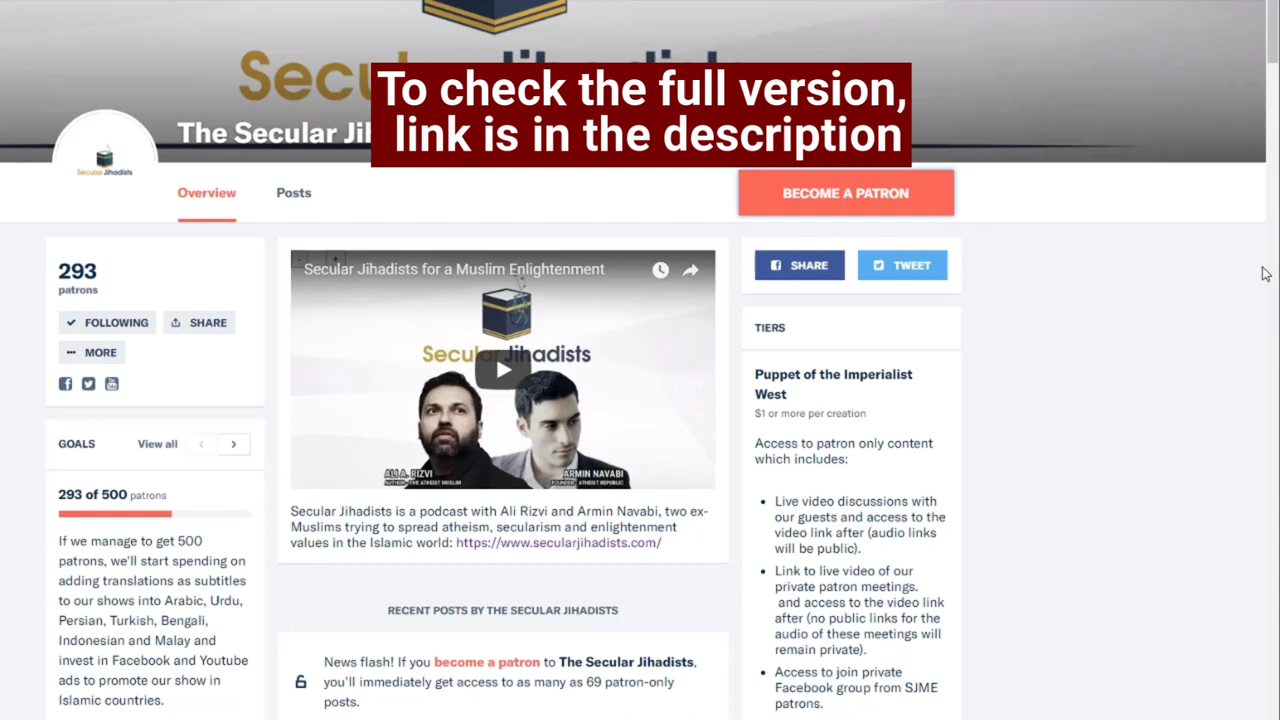 To check the full version,
link is in the description
The Secular Jih
Secular Jihadists
Overview
Posts
BECOME A PATRON
293
patrons
FOLLOWING
SHARE
MORE
GOALS
View all
293 of 500 patrons
If we manage to get 500
patrons, we'll start spending on
adding translations as subtitles
to our shows into Arabic, Urdu,
Persian, Turkish, Bengali,
Indonesian and Malay and
invest in Facebook and Youtube
ads to promote our show in
Islamic countries.
Secular Jihadists for a Muslim Enlightenment
Secular Jihadists
ALI A. RIZVI
AUTHOR - THE ATHEIST MUSLIM
ARMIN NAVABI
FOUNDER - ATHEIST REPUBLIC
Secular Jihadists is a podcast with Ali Rizvi and Armin Navabi, two ex-
Muslims trying to spread atheism, secularism and enlightenment
values in the Islamic world: https://www.secularjihadists.com/
RECENT POSTS BY THE SECULAR JIHADISTS
News flash! If you become a patron to The Secular Jihadists,
you'll immediately get access to as many as 69 patron-only
posts.
SHARE
TWEET
TIERS
Puppet of the Imperialist
West
$1 or more per creation
Access to patron only content
which includes:
• Live video discussions with
our guests and access to the
video link after (audio links
will be public).
• Link to live video of our
private patron meetings.
and access to the video link
after (no public links for the
audio of these meetings will
remain private).
• Access to join private
Facebook group from SJME
patrons.